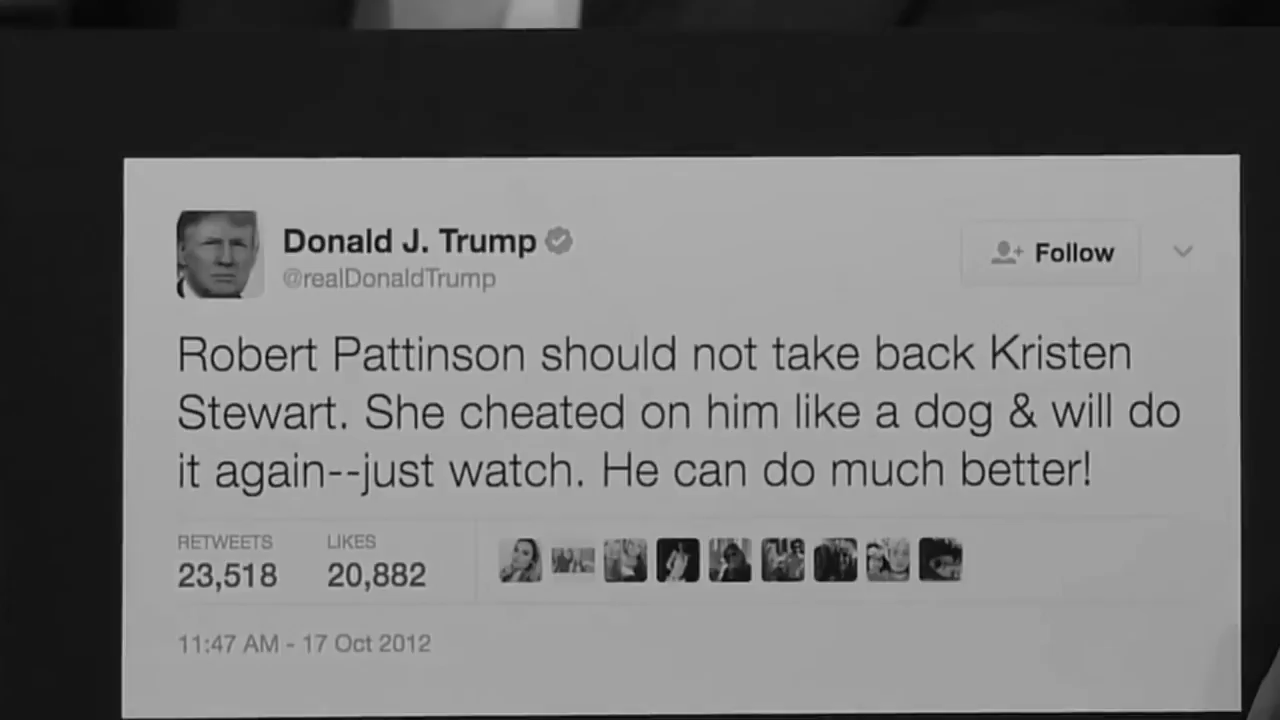 Donald J. Trump
@realDonaldTrump
Follow
Robert Pattinson should not take back Kristen
Stewart. She cheated on him like a dog & will do
it again--just watch. He can do much better!
RETWEETS LIKES
23,518 20,882
11:47 AM - 17 Oct 2012